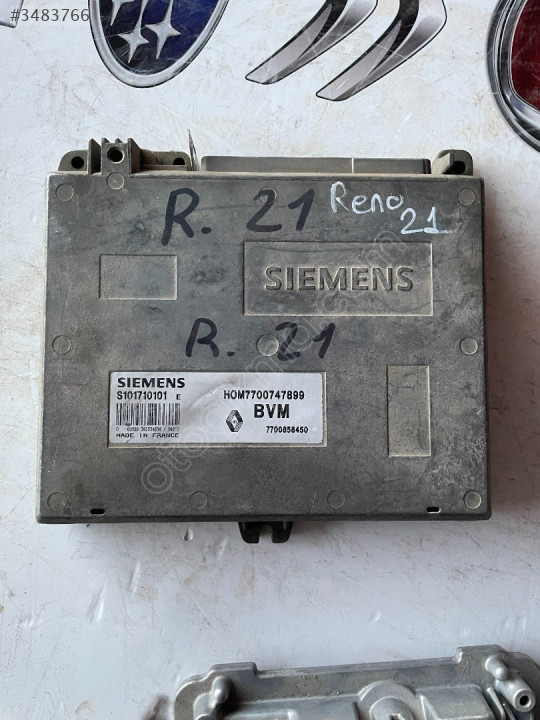 #3483766
R. 21
Reno
21
SIEMENS
R. 21
SIEMENS
S101710101 E
HOM7700747899
BVM
7700858450
MADE IN FRANCE